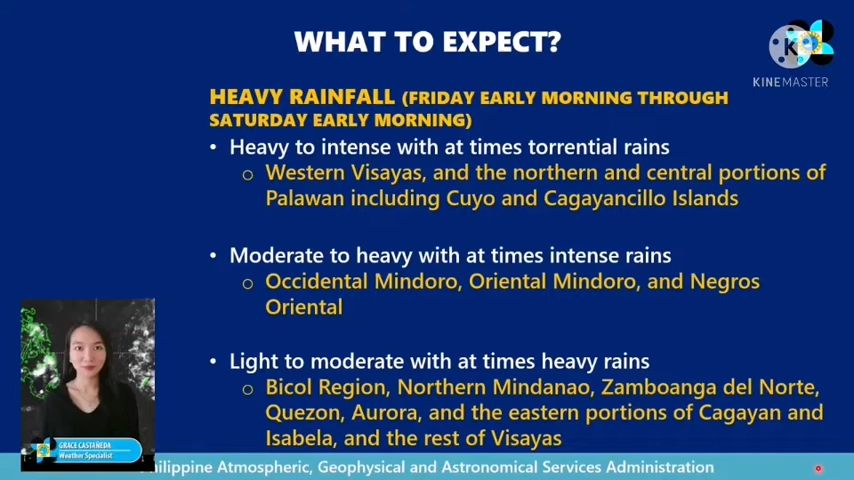 WHAT TO EXPECT?
K
KINEMASTER
HEAVY RAINFALL (FRIDAY EARLY MORNING THROUGH
SATURDAY EARLY MORNING)
• Heavy to intense with at times torrential rains
o Western Visayas, and the northern and central portions of
Palawan including Cuyo and Cagayancillo Islands
• Moderate to heavy with at times intense rains
o Occidental Mindoro, Oriental Mindoro, and Negros
Oriental
• Light to moderate with at times heavy rains
o Bicol Region, Northern Mindanao, Zamboanga del Norte,
Quezon, Aurora, and the eastern portions of Cagayan and
Isabela, and the rest of Visayas
GRACE CASTAÑEDA
Weather Specialist
hilippine Atmospheric, Geophysical and Astronomical Services Administration